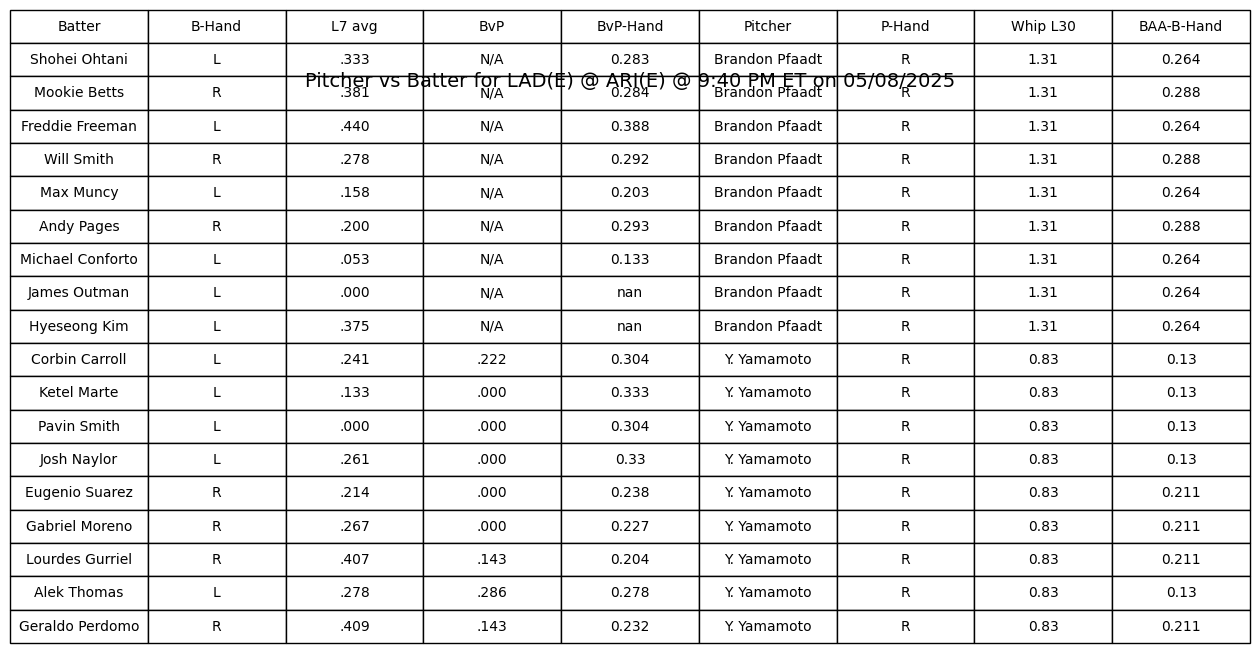 Batter B-Hand L7 avg BvP BvP-Hand Pitcher P-Hand Whip L30 BAA-B-Hand
Shohei Ohtani L .333 N/A 0.283 Brandon Pfaadt R 1.31 0.264
Pitcher vs Batter for LAD(E) @ ARI(E) @ 9:40 PM ET on 05/08/2025
Mookie Betts R .381 N/A 0.284 Brandon Pfaadt R 1.31 0.288
Freddie Freeman L .440 N/A 0.388 Brandon Pfaadt R 1.31 0.264
Will Smith R .278 N/A 0.292 Brandon Pfaadt R 1.31 0.288
Max Muncy L .158 N/A 0.203 Brandon Pfaadt R 1.31 0.264
Andy Pages R .200 N/A 0.293 Brandon Pfaadt R 1.31 0.288
Michael Conforto L .053 N/A 0.133 Brandon Pfaadt R 1.31 0.264
James Outman L .000 N/A nan Brandon Pfaadt R 1.31 0.264
Hyeseong Kim L .375 N/A nan Brandon Pfaadt R 1.31 0.264
Corbin Carroll L .241 .222 0.304 Y. Yamamoto R 0.83 0.13
Ketel Marte L .133 .000 0.333 Y. Yamamoto R 0.83 0.13
Pavin Smith L .000 .000 0.304 Y. Yamamoto R 0.83 0.13
Josh Naylor L .261 .000 0.33 Y. Yamamoto R 0.83 0.13
Eugenio Suarez R .214 .000 0.238 Y. Yamamoto R 0.83 0.211
Gabriel Moreno R .267 .000 0.227 Y. Yamamoto R 0.83 0.211
Lourdes Gurriel R .407 .143 0.204 Y. Yamamoto R 0.83 0.211
Alek Thomas L .278 .286 0.278 Y. Yamamoto R 0.83 0.13
Geraldo Perdomo R .409 .143 0.232 Y. Yamamoto R 0.83 0.211